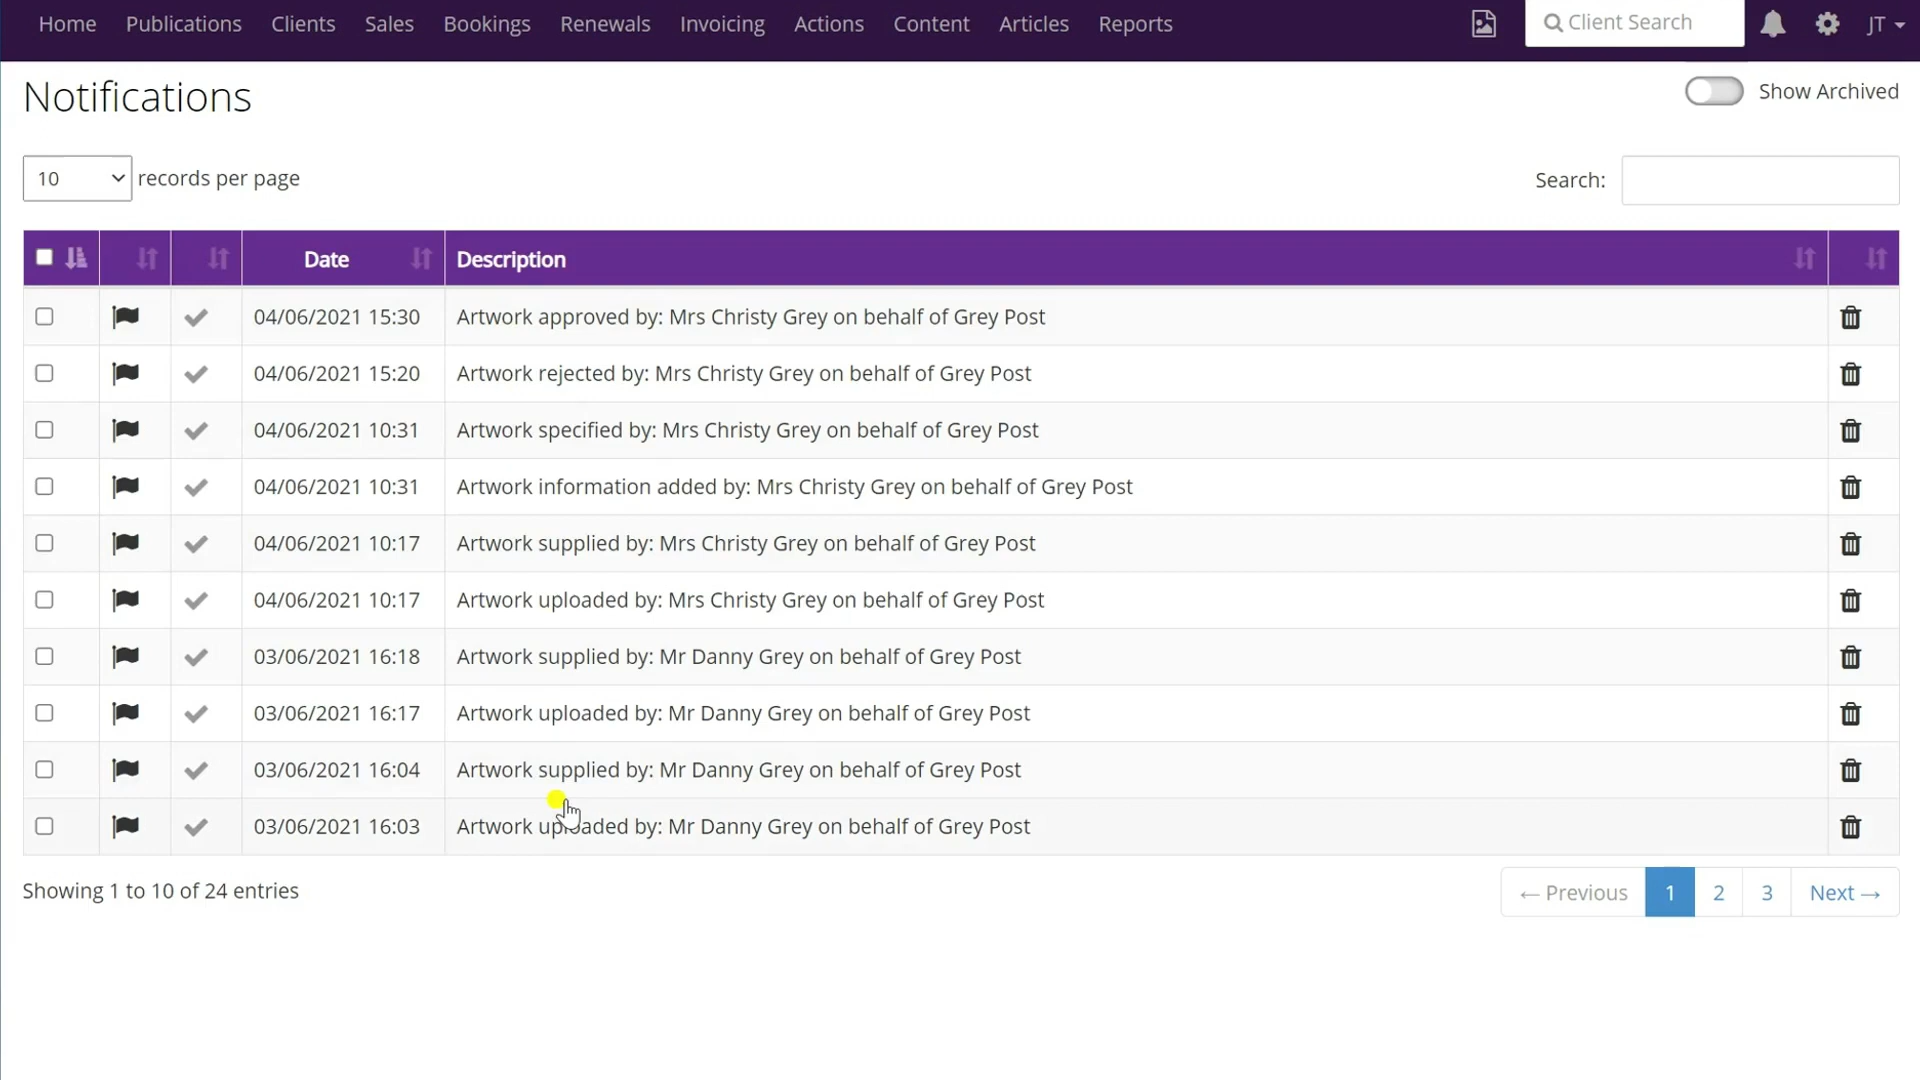 Home Publications Clients Sales Bookings Renewals Invoicing Actions Content Articles Reports Client Search JT
Notifications
Show Archived
10 records per page
Search:
Date Description
04/06/2021 15:30 Artwork approved by: Mrs Christy Grey on behalf of Grey Post
04/06/2021 15:20 Artwork rejected by: Mrs Christy Grey on behalf of Grey Post
04/06/2021 10:31 Artwork specified by: Mrs Christy Grey on behalf of Grey Post
04/06/2021 10:31 Artwork information added by: Mrs Christy Grey on behalf of Grey Post
04/06/2021 10:17 Artwork supplied by: Mrs Christy Grey on behalf of Grey Post
04/06/2021 10:17 Artwork uploaded by: Mrs Christy Grey on behalf of Grey Post
03/06/2021 16:18 Artwork supplied by: Mr Danny Grey on behalf of Grey Post
03/06/2021 16:17 Artwork uploaded by: Mr Danny Grey on behalf of Grey Post
03/06/2021 16:04 Artwork supplied by: Mr Danny Grey on behalf of Grey Post
03/06/2021 16:03 Artwork uploaded by: Mr Danny Grey on behalf of Grey Post
Showing 1 to 10 of 24 entries
← Previous 1 2 3 Next →